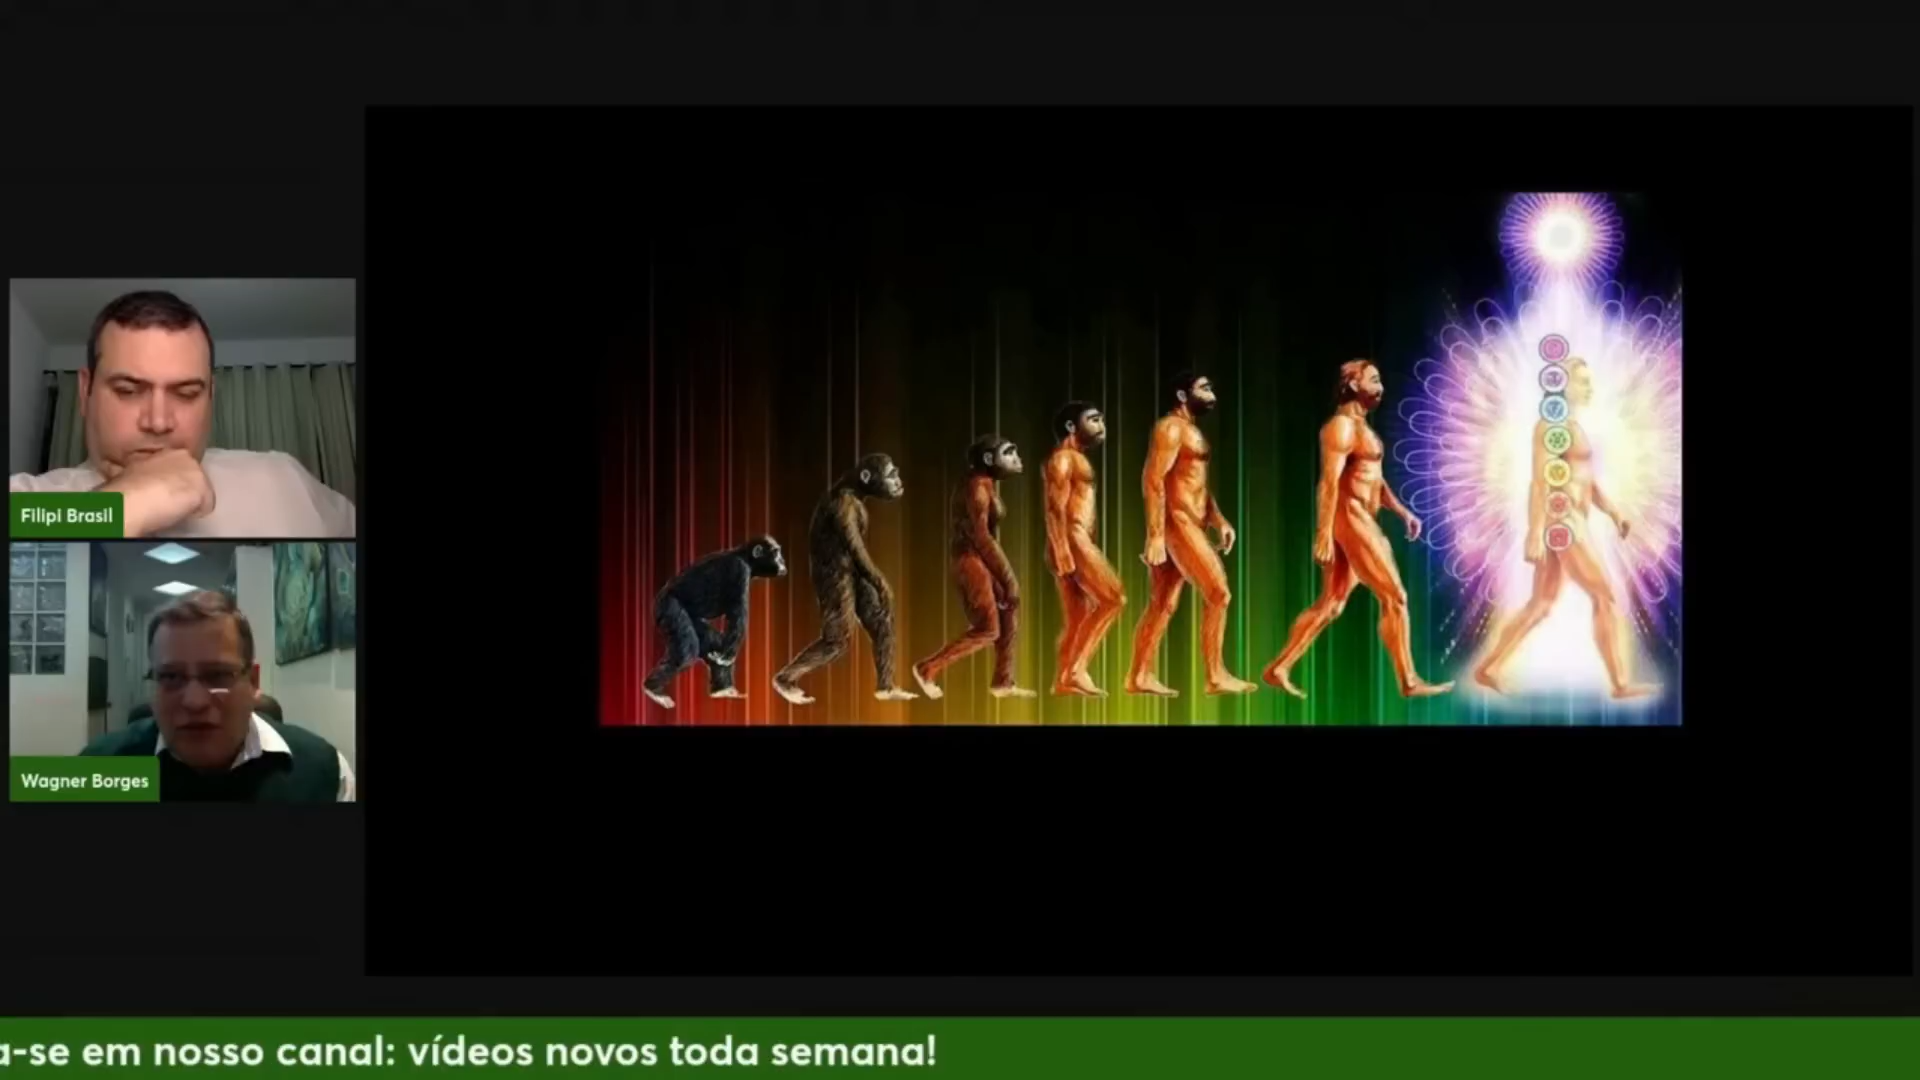 Filipi Brasil
Wagner Borges
a-se em nosso canal: vídeos novos toda semana!